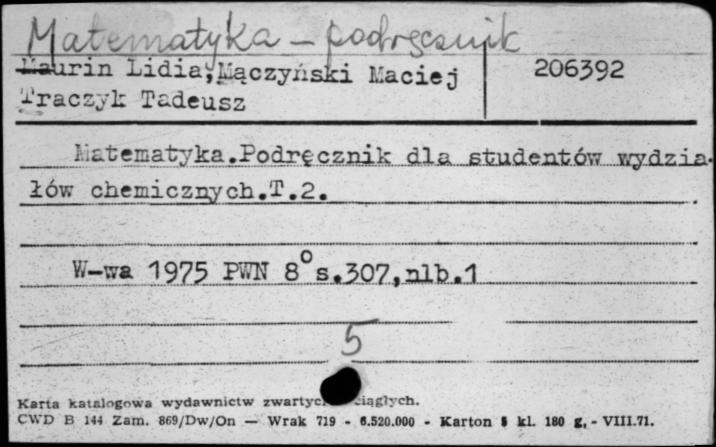 Matematyka - podręcznik
Maurin Lidia, Mączyński Maciej 206392
Traczyk Tadeusz
Matematyka.Podręcznik dla studentów wydzia-
łów chemicznych.T.2.
W-wa 1975 PWN 8° s.307,nlb.1
5
Karta katalogowa wydawnictw ciągłych.
CWD B 144 Zam. 869/Dw/On — Wrak 719 - 6.520.000 - Karton kl. 180 g, - VIII.71.